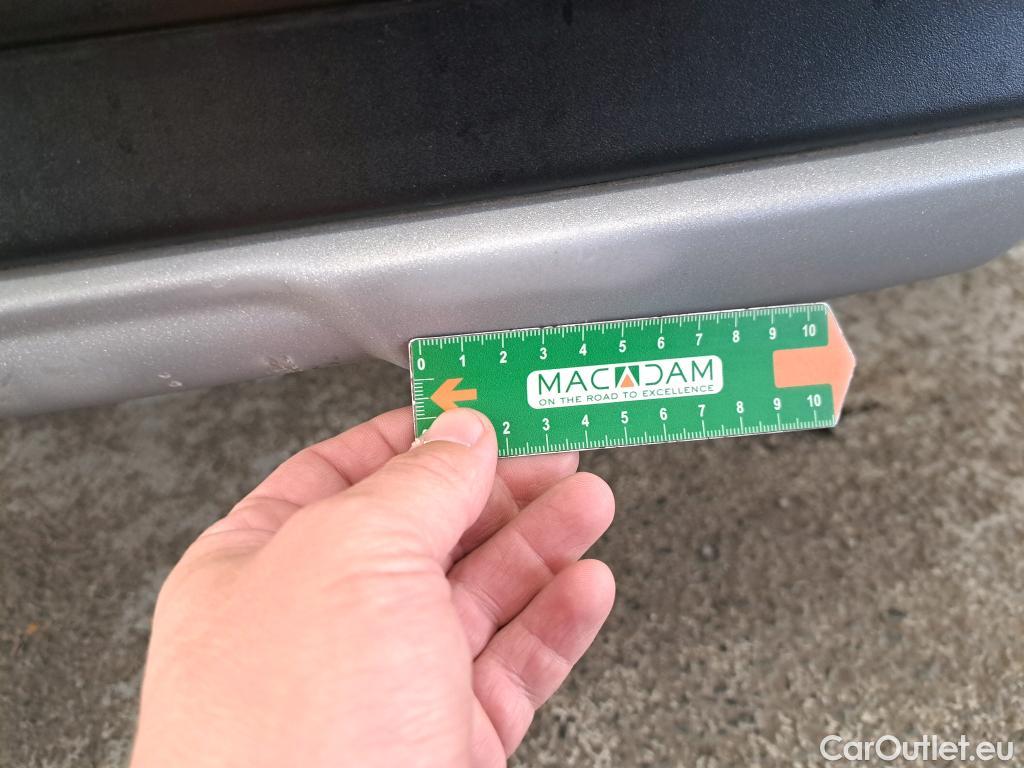 0 1 2 3 4 5 6 7 8 9 10
MACADAM
ON THE ROAD TO EXCELLENCE
2 3 4 5 6 7 8 9 10
CarOutlet.eu